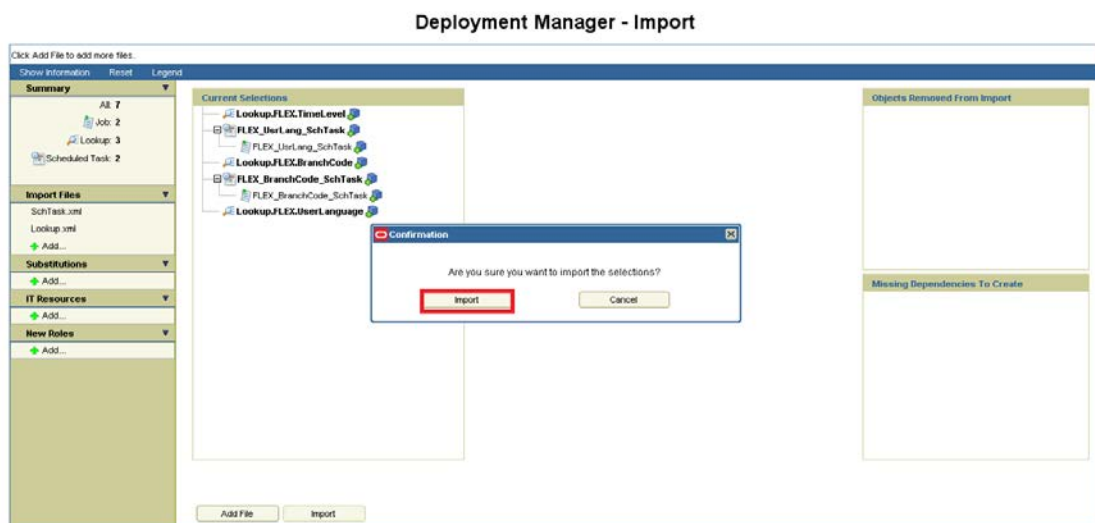 Deployment Manager - Import
Click Add File to add more files.
Show Information Reset Legend
Summary
All: 7
Job: 2
Lookup: 3
Scheduled Task: 2
Import Files
SchTask.xml
Lookup.xml
Add...
Substitutions
Add...
IT Resources
Add...
New Roles
Add...
Current Selections
Lookup.FLEX.TimeLevel
FLEX_UsrLang_SchTask
FLEX_UsrLang_SchTask
Lookup.FLEX.BranchCode
FLEX_BranchCode_SchTask
FLEX_BranchCode_SchTask
Lookup.FLEX.UserLanguage
Confirmation
Are you sure you want to import the selections?
Import Cancel
Objects Removed From Import
Missing Dependencies To Create
Add File Import